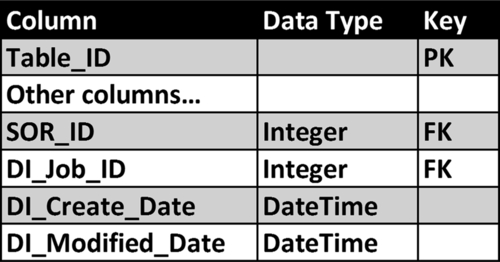 Column Data Type Key
Table_ID PK
Other columns...
SOR_ID Integer FK
DI_Job_ID Integer FK
DI_Create_Date DateTime
DI_Modified_Date DateTime